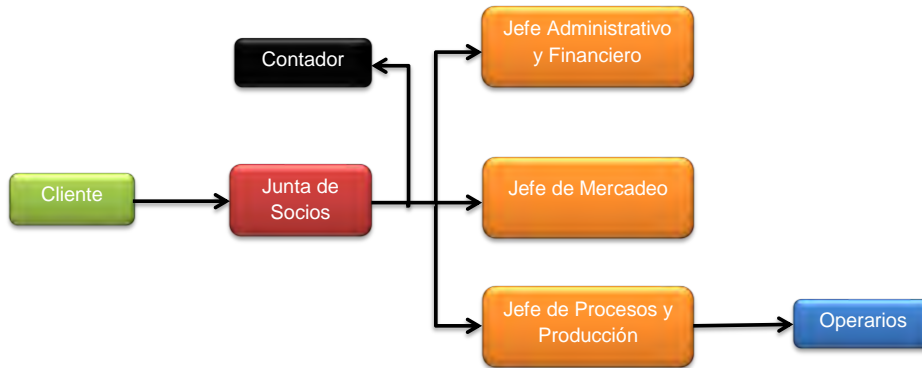 Cliente
Junta de
Socios
Contador
Jefe Administrativo
y Financiero
Jefe de Mercadeo
Jefe de Procesos y
Producción
Operarios